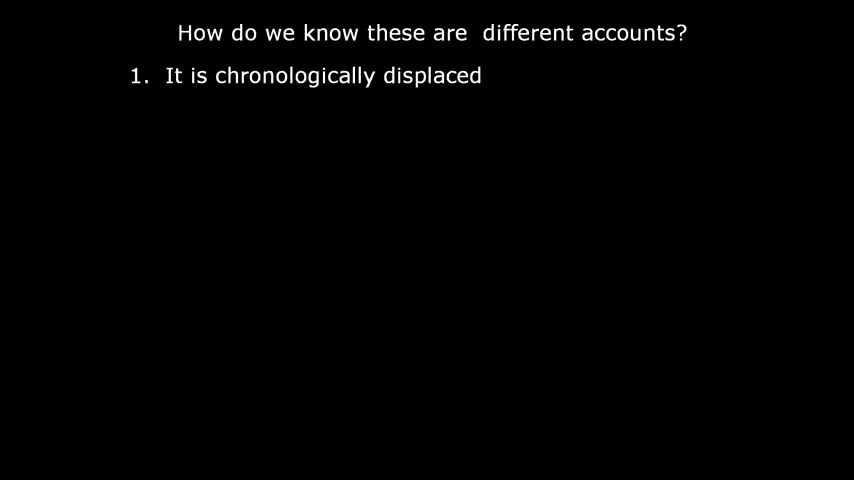 How do we know these are  different accounts?
1.  It is chronologically displaced